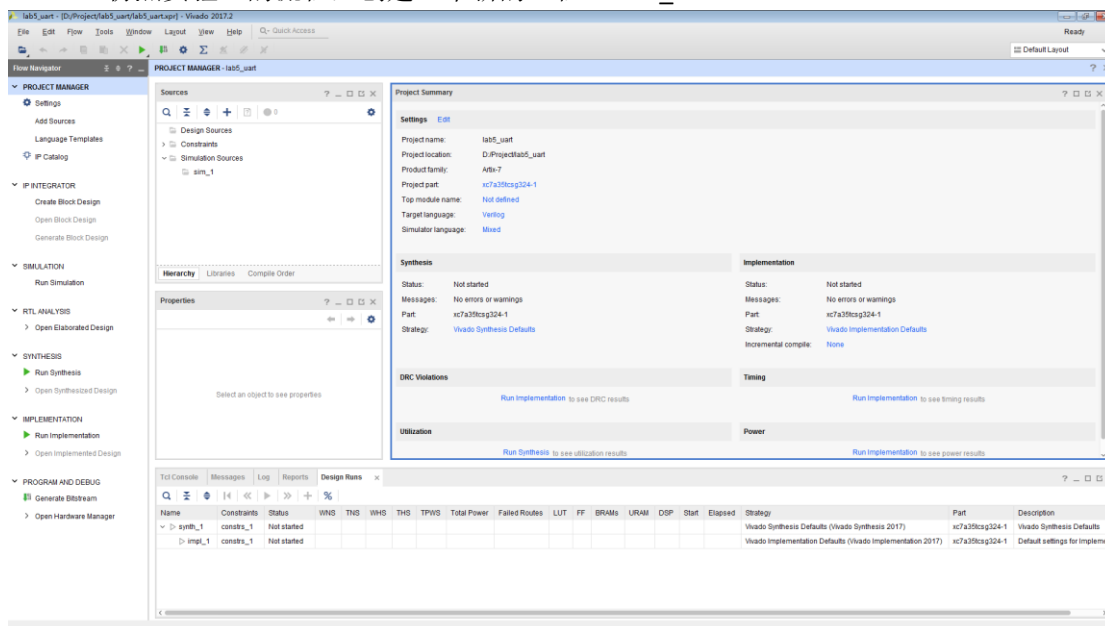 lab5_uart - [D:/Project/lab5_uart/lab5_uart.xpr] - Vivado 2017.2
File Edit Flow Tools Window Layout View Help Quick Access
Ready
Default Layout
Flow Navigator
PROJECT MANAGER - lab5_uart
PROJECT MANAGER
Settings
Add Sources
Language Templates
IP Catalog
IP INTEGRATOR
Create Block Design
Open Block Design
Generate Block Design
SIMULATION
Run Simulation
RTL ANALYSIS
Open Elaborated Design
SYNTHESIS
Run Synthesis
Open Synthesized Design
IMPLEMENTATION
Run Implementation
Open Implemented Design
PROGRAM AND DEBUG
Generate Bitstream
Open Hardware Manager
Sources
Design Sources
Constraints
Simulation Sources
sim_1
Hierarchy Libraries Compile Order
Properties
Select an object to see properties
Project Summary
Settings Edit
Project name: lab5_uart
Project location: D:/Project/lab5_uart
Product family: Artix-7
Project part: xc7a35tcsg324-1
Top module name: Not defined
Target language: Verilog
Simulator language: Mixed
Synthesis
Status: Not started
Messages: No errors or warnings
Part: xc7a35tcsg324-1
Strategy: Vivado Synthesis Defaults
Implementation
Status: Not started
Messages: No errors or warnings
Part: xc7a35tcsg324-1
Strategy: Vivado Implementation Defaults
Incremental compile: None
DRC Violations
Run Implementation to see DRC results
Timing
Run Implementation to see timing results
Utilization
Run Synthesis to see utilization results
Power
Run Implementation to see power results
Tcl Console Messages Log Reports Design Runs
Name Constraints Status WNS TNS WHS THS TPWS Total Power Failed Routes LUT FF BRAMs URAM DSP Start Elapsed Strategy Part Description
synth_1 constrs_1 Not started Vivado Synthesis Defaults (Vivado Synthesis 2017) xc7a35tcsg324-1 Vivado Synthesis Defaults
impl_1 constrs_1 Not started Vivado Implementation Defaults (Vivado Implementation 2017) xc7a35tcsg324-1 Default settings for Implem